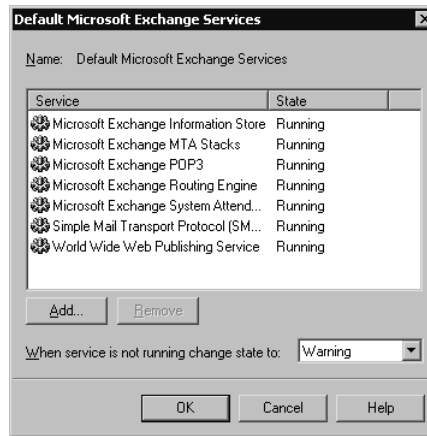 Default Microsoft Exchange Services
Name: Default Microsoft Exchange Services
Service State
Microsoft Exchange Information Store Running
Microsoft Exchange MTA Stacks Running
Microsoft Exchange POP3 Running
Microsoft Exchange Routing Engine Running
Microsoft Exchange System Attend... Running
Simple Mail Transport Protocol (SM... Running
World Wide Web Publishing Service Running
Add... Remove
When service is not running change state to: Warning
OK Cancel Help